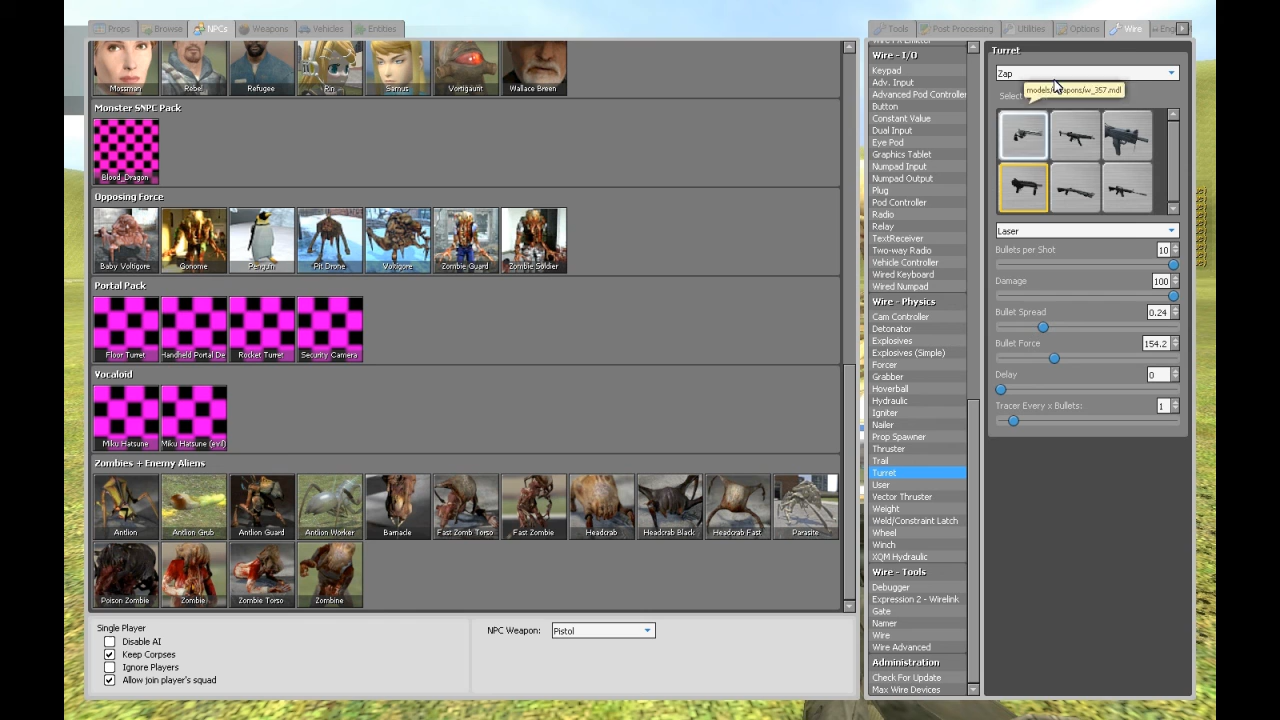 Props Browse NPCs Weapons Vehicles Entities
Mossman Rebel Refugee Rin Samus Vortigaunt Wallace Breen
Monster SNPC Pack
Blood_Dragon
Opposing Force
Baby Voltigore Gonome Penguin Pit Drone Voltigore Zombie Guard Zombie Soldier
Portal Pack
Floor Turret Handheld Portal De Rocket Turret Security Camera
Vocaloid
Miku Hatsune Miku Hatsune (evil)
Zombies + Enemy Aliens
Antlion Antlion Grub Antlion Guard Antlion Worker Barnacle Fast Zomb Torso Fast Zombie Headcrab Headcrab Black Headcrab Fast Parasite
Poison Zombie Zombie Zombie Torso Zombine
Single Player
Disable AI
Keep Corpses
Ignore Players
Allow join player's squad
NPC Weapon: Pistol
Tools Post Processing Utilities Options Wire Eng
Wire - I/O
Keypad
Adv. Input
Advanced Pod Controller
Button
Constant Value
Dual Input
Eye Pod
Graphics Tablet
Numpad Input
Numpad Output
Plug
Pod Controller
Radio
Relay
TextReceiver
Two-way Radio
Vehicle Controller
Wired Keyboard
Wired Numpad
Wire - Physics
Cam Controller
Detonator
Explosives
Explosives (Simple)
Forcer
Grabber
Hoverball
Hydraulic
Igniter
Nailer
Prop Spawner
Thruster
Trail
Turret
User
Vector Thruster
Weight
Weld/Constraint Latch
Wheel
Winch
XQM Hydraulic
Wire - Tools
Debugger
Expression 2 - Wirelink
Gate
Namer
Wire
Wire Advanced
Administration
Check For Update
Max Wire Devices
Turret
Zap
Select
Laser
Bullets per Shot 10
Damage 100
Bullet Spread 0.24
Bullet Force 154.2
Delay 0
Tracer Every x Bullets: 1